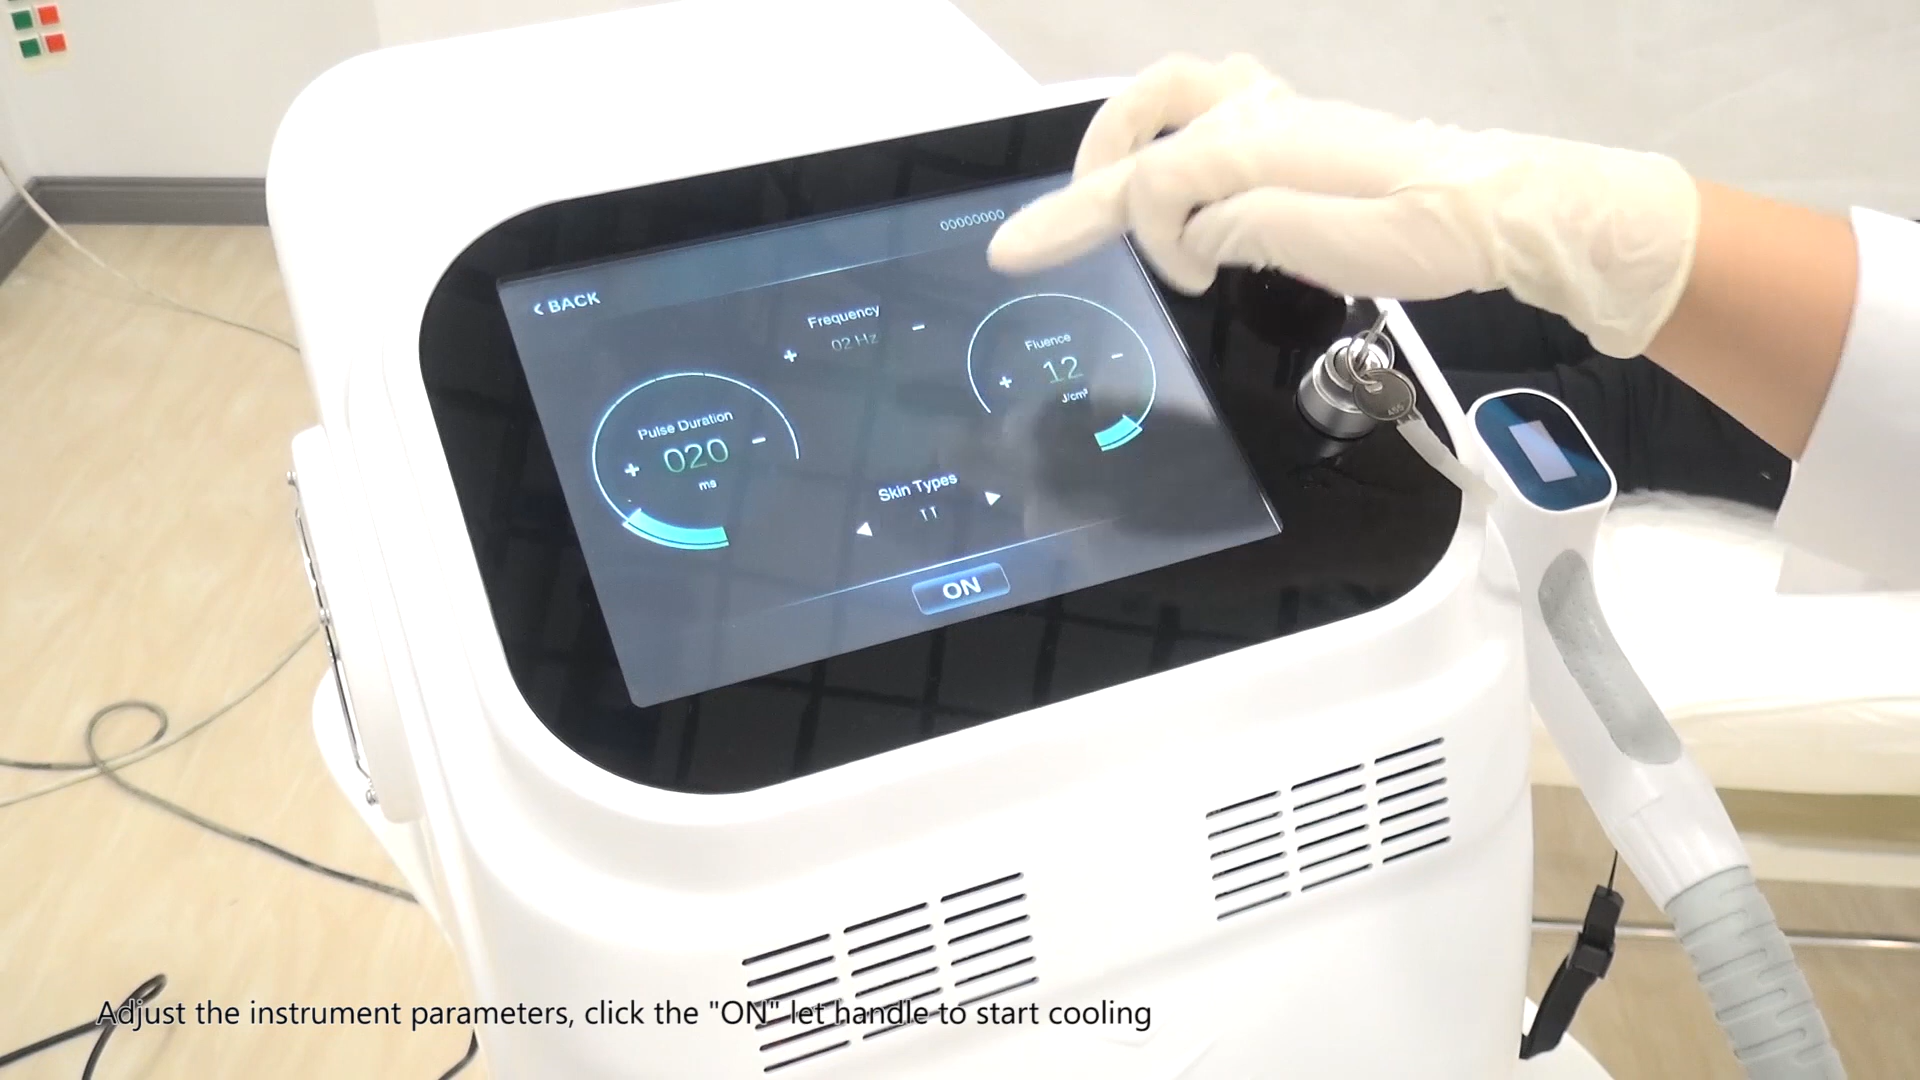 00000000
< BACK
Frequency
+ 02 Hz -
Fluence
+ 12 -
J/cm²
Pulse Duration
+ 020 -
ms
Skin Types
II
ON
Adjust the instrument parameters, click the "ON" let handle to start cooling